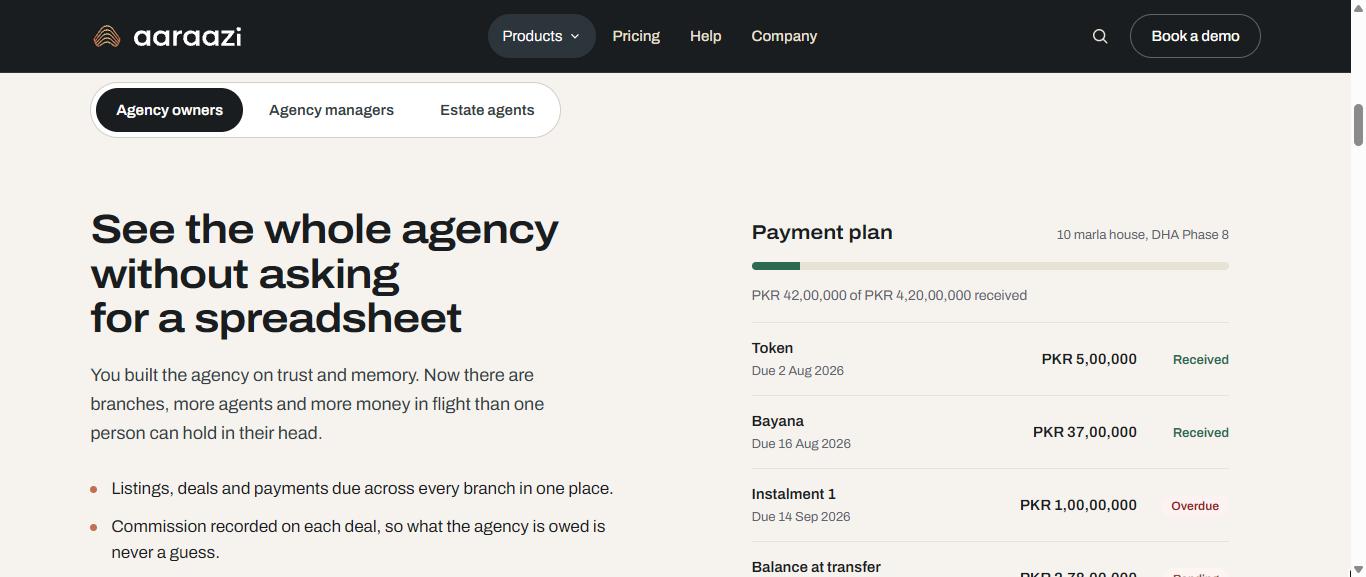 aaraazi
Products
Pricing
Help
Company
Book a demo
Agency owners
Agency managers
Estate agents
See the whole agency
without asking
for a spreadsheet
You built the agency on trust and memory. Now there are
branches, more agents and more money in flight than one
person can hold in their head.
Listings, deals and payments due across every branch in one place.
Commission recorded on each deal, so what the agency is owed is
never a guess.
Payment plan
10 marla house, DHA Phase 8
PKR 42,00,000 of PKR 4,20,00,000 received
Token
PKR 5,00,000
Received
Due 2 Aug 2026
Bayana
PKR 37,00,000
Received
Due 16 Aug 2026
Instalment 1
PKR 1,00,00,000
Overdue
Due 14 Sep 2026
Balance at transfer
PKR 2,78,00,000
Pending